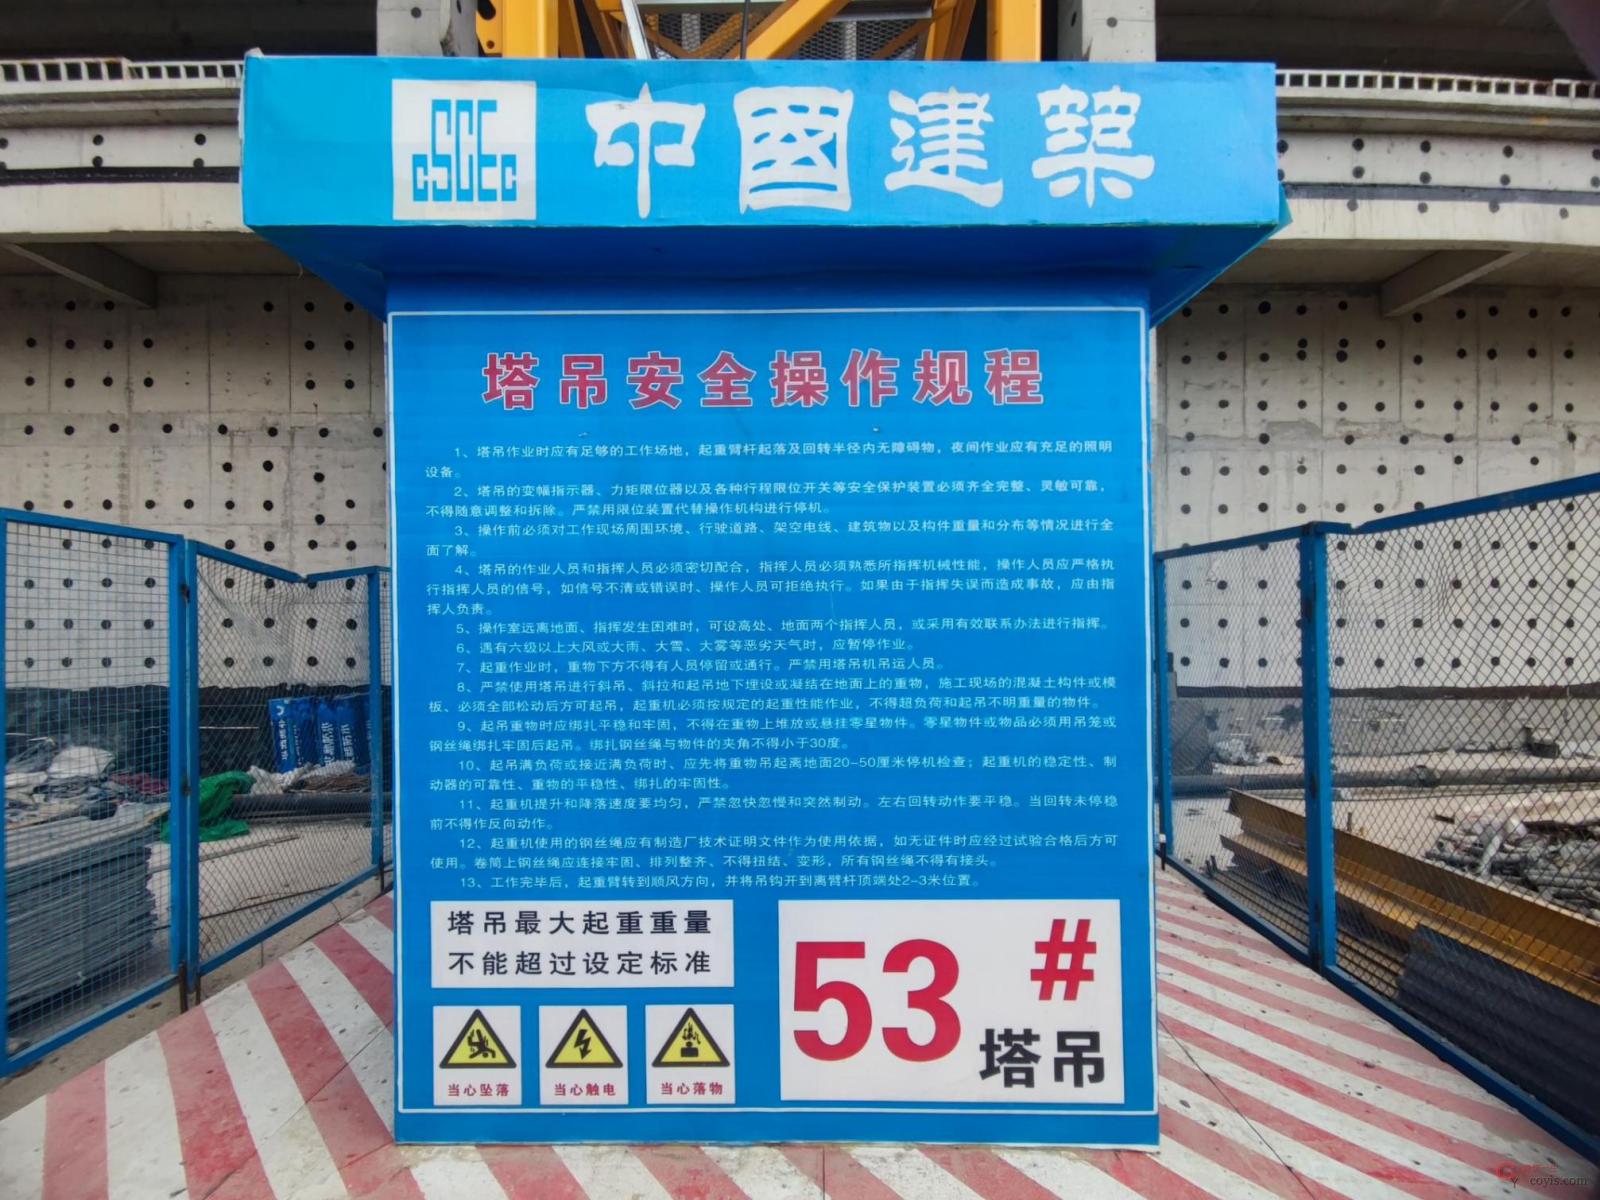 CSCEC 中國建築
塔吊安全操作规程
1、塔吊作业时应有足够的工作场地，起重臂杆起落及回转半径内无障碍物，夜间作业应有充足的照明
设备。
2、塔吊的变幅指示器、力矩限位器以及各种行程限位开关等安全保护装置必须齐全完整、灵敏可靠，
不得随意调整和拆除。严禁用限位装置代替操作机构进行停机。
3、操作前必须对工作现场周围环境、行驶道路、架空电线、建筑物以及构件重量和分布等情况进行全
面了解。
4、塔吊的作业人员和指挥人员必须密切配合，指挥人员必须熟悉所指挥机械性能，操作人员应严格执
行指挥人员的信号，如信号不清或错误时、操作人员可拒绝执行。如果由于指挥失误而造成事故，应由指
挥人负责。
5、操作室远离地面、指挥发生困难时，可设高处、地面两个指挥人员，或采用有效联系办法进行指挥。
6、遇有六级以上大风或大雨、大雪、大雾等恶劣天气时，应暂停作业。
7、起重作业时，重物下方不得有人员停留或通行。严禁用塔吊机吊运人员。
8、严禁使用塔吊进行斜吊、斜拉和起吊地下埋设或凝结在地面上的重物，施工现场的混凝土构件或模
板、必须全部松动后方可起吊，起重机必须按规定的起重性能作业，不得超负荷和起吊不明重量的物件。
9、起吊重物时应绑扎平稳和牢固，不得在重物上堆放或悬挂零星物件。零星物件或物品必须用吊笼或
钢丝绳绑扎牢固后起吊。绑扎钢丝绳与物件的夹角不得小于30度。
10、起吊满负荷或接近满负荷时、应先将重物吊起离地面20-50厘米停机检查；起重机的稳定性、制
动器的可靠性、重物的平稳性、绑扎的牢固性。
11、起重机提升和降落速度要均匀，严禁忽快忽慢和突然制动。左右回转动作要平稳。当回转未停稳
前不得作反向动作。
12、起重机使用的钢丝绳应有制造厂技术证明文件作为使用依据，如无证件时应经过试验合格后方可
使用。卷筒上钢丝绳应连接牢固、排列整齐、不得扭结、变形，所有钢丝绳不得有接头。
13、工作完毕后，起重臂转到顺风方向，并将吊钩开到离臂杆顶端处2-3米位置。
塔吊最大起重重量
不能超过设定标准
53#
塔吊
当心坠落 当心触电 当心落物
coyis.com